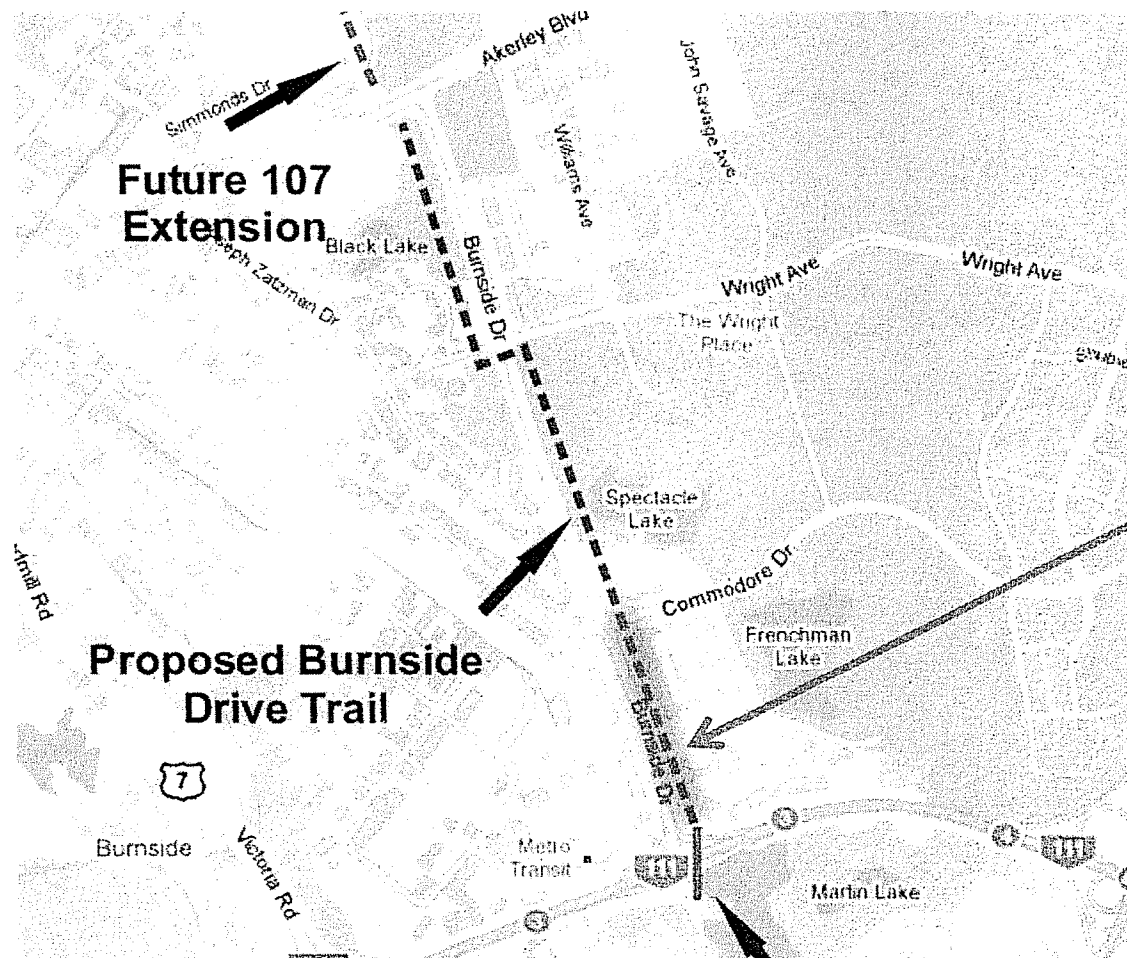 Akerley Blvd
John Savage Ave
Simmonds Dr
Williams Ave
Future 107
Extension
Black Lake
Burnside Dr
Zatzman Dr
Wright Ave
Wright Ave
The Wright
Place
Spectacle
Lake
Commodore Dr
Rd
Frenchman
Lake
Proposed Burnside
Drive Trail
Burnside Dr
7
Burnside
Victoria Rd
Metro
Transit
111
111
Martin Lake